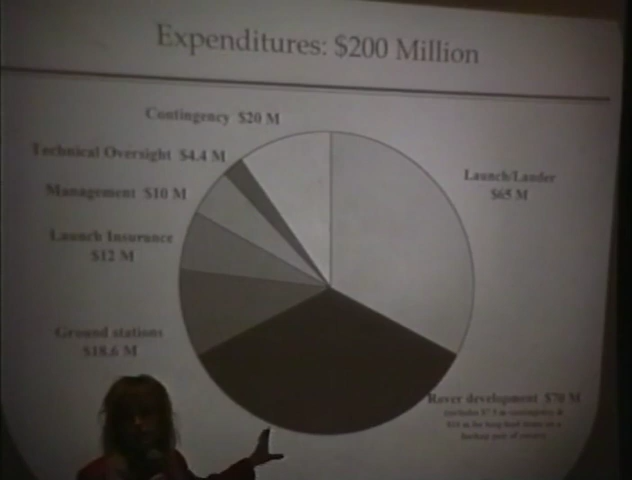 Expenditures: $200 Million
Contingency $20 M
Technical Oversight $4.4 M
Management $10 M
Launch Insurance
$12 M
Ground stations
$18.6 M
Launch/Lander
$65 M
Rover development $70 M